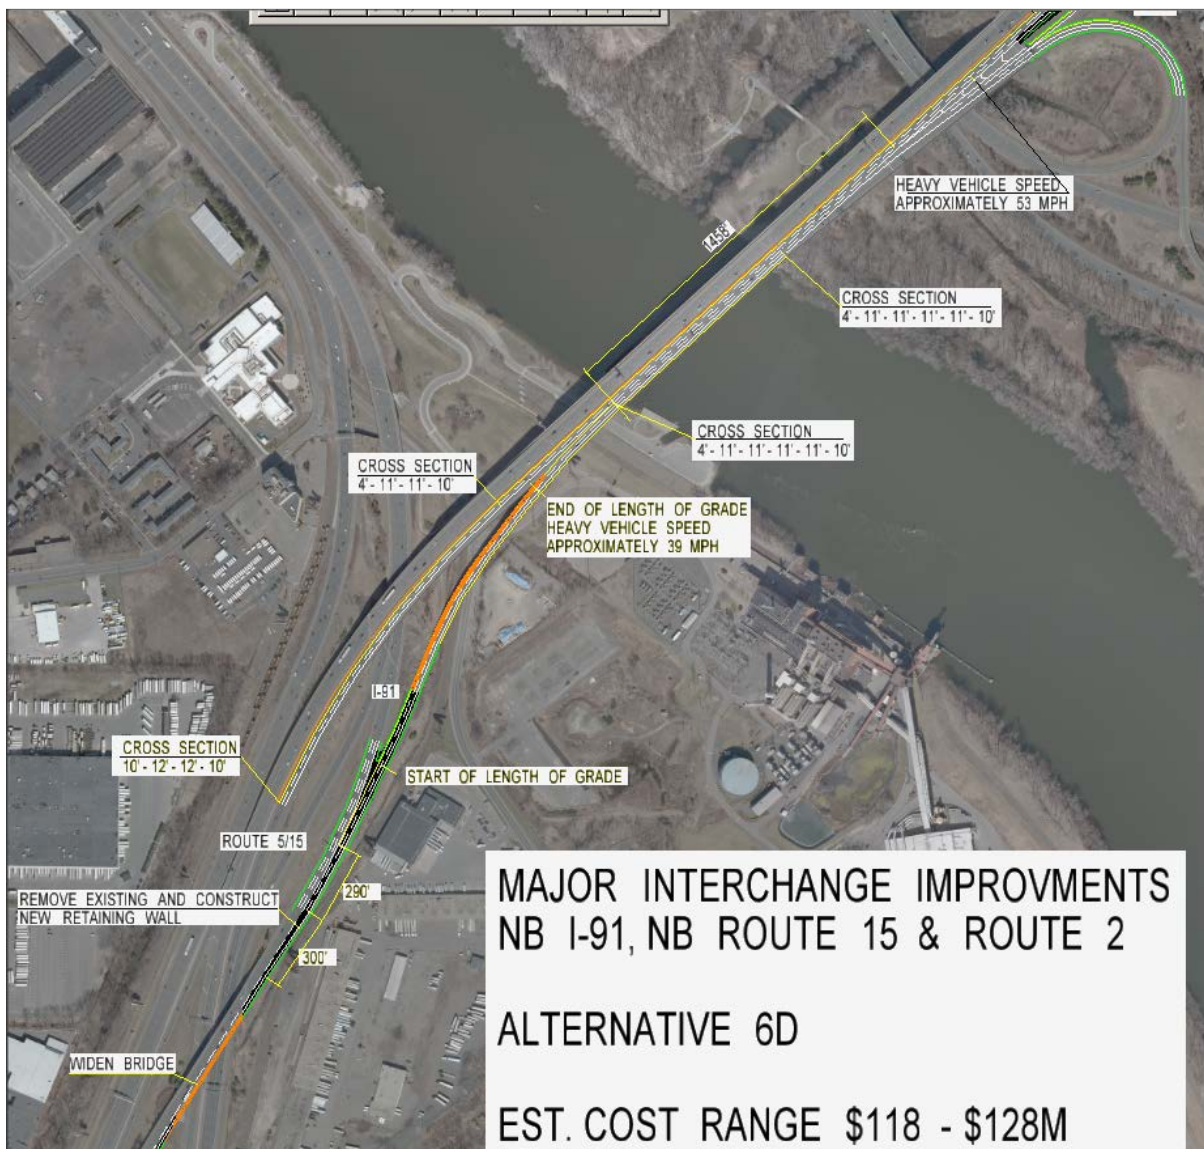 HEAVY VEHICLE SPEED
APPROXIMATELY 53 MPH
1458'
CROSS SECTION
4' - 11' - 11' - 11' - 11' - 10'
CROSS SECTION
4' - 11' - 11' - 11' - 11' - 11' - 10'
CROSS SECTION
4' - 11' - 11' - 10'
END OF LENGTH OF GRADE
HEAVY VEHICLE SPEED
APPROXIMATELY 39 MPH
I-91
CROSS SECTION
10' - 12' - 12' - 10'
START OF LENGTH OF GRADE
ROUTE 5/15
REMOVE EXISTING AND CONSTRUCT
NEW RETAINING WALL
290'
300'
WIDEN BRIDGE
MAJOR INTERCHANGE IMPROVMENTS
NB I-91, NB ROUTE 15 & ROUTE 2
ALTERNATIVE 6D
EST. COST RANGE $118 - $128M